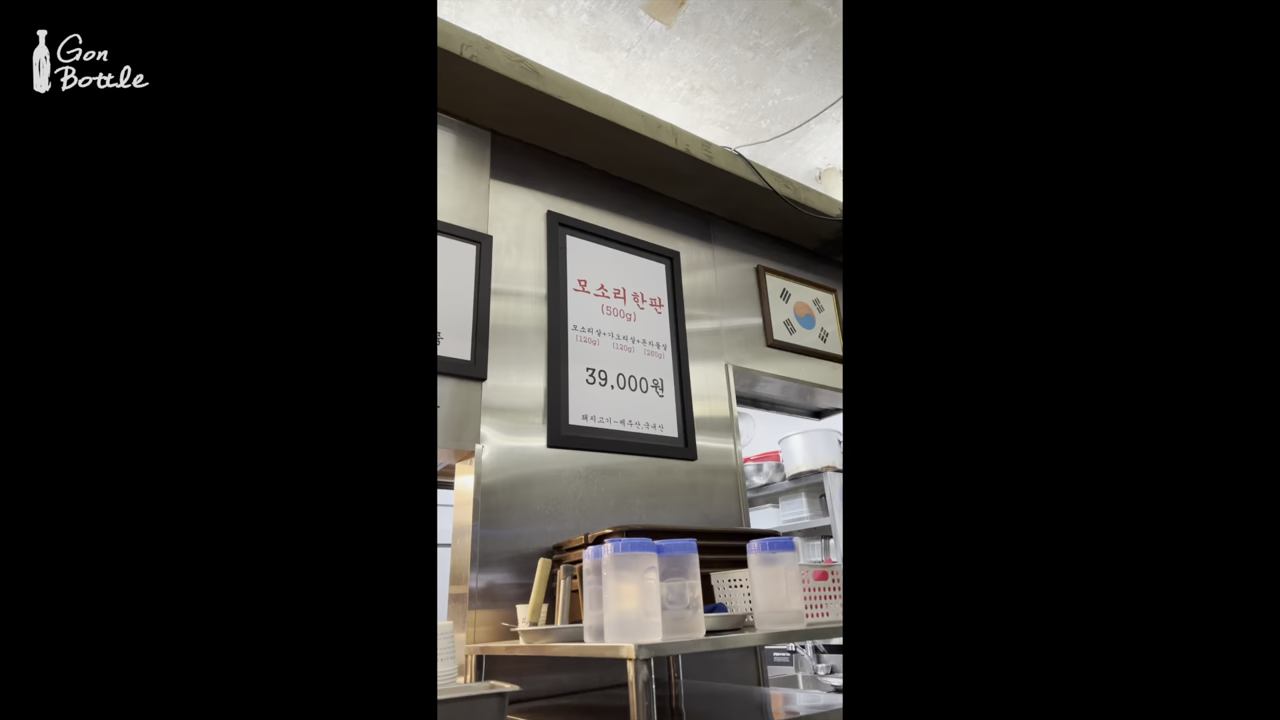 Gon
Bottle
모소리한판
(500g)
모소리살+가오리살+돈차돌살
(120g) (120g)
39,000원
돼지고기-제주산,국내산